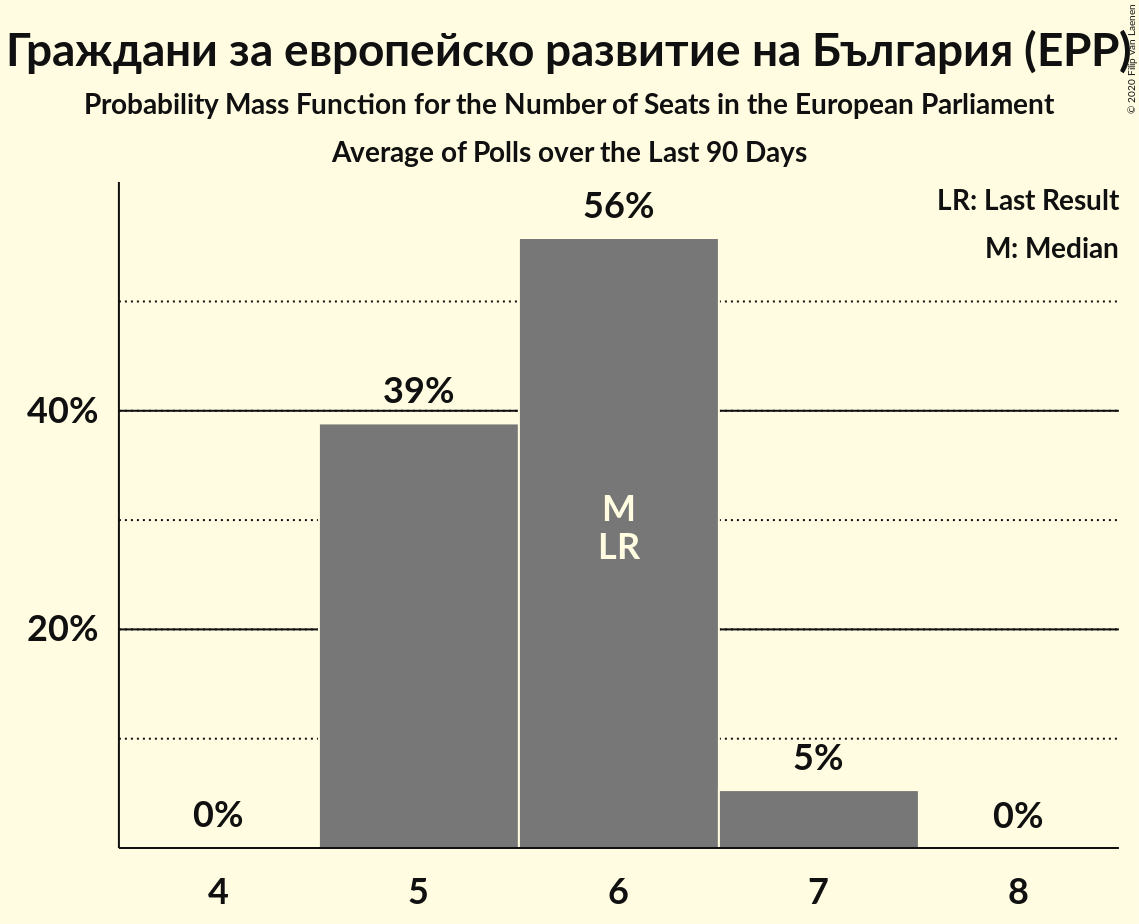 Граждани за европейско развитие на България (EPP)
Probability Mass Function for the Number of Seats in the European Parliament
Average of Polls over the Last 90 Days
© 2020 Filip van Laenen
LR: Last Result
M: Median
56%
39%
40%
M
LR
20%
5%
0%
0%
4 5 6 7 8